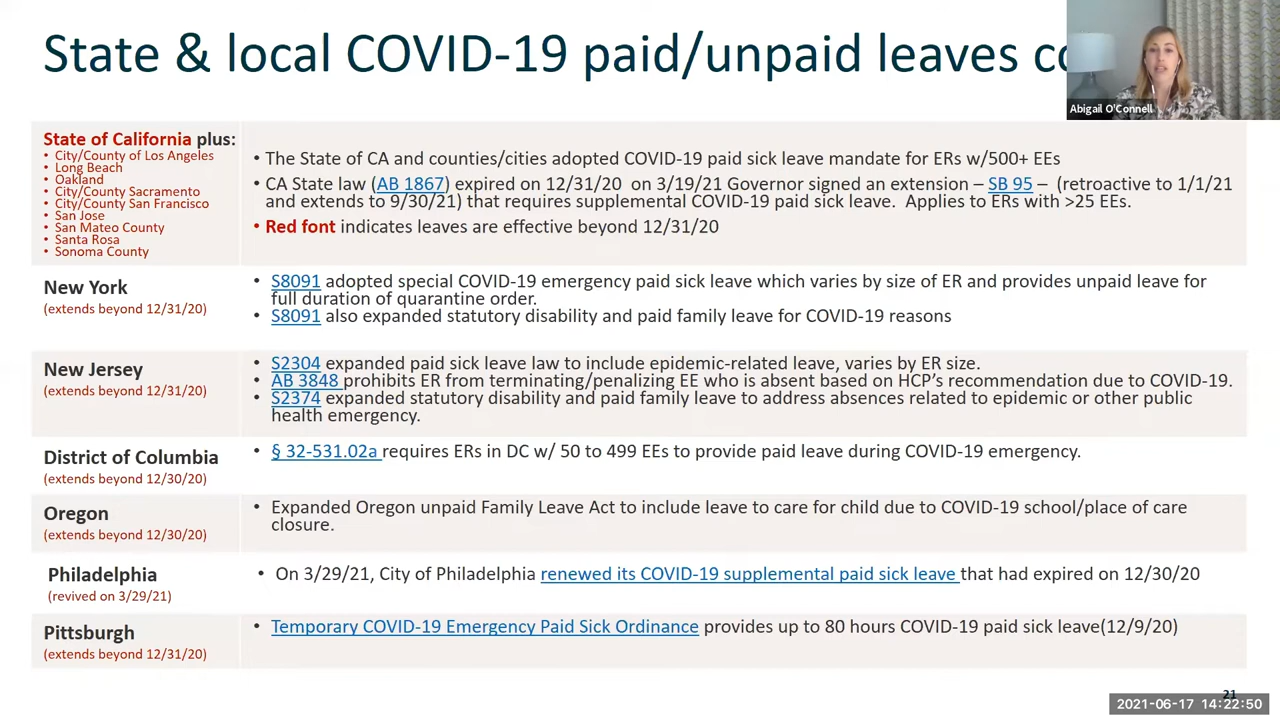 State & local COVID-19 paid/unpaid leaves
Abigail O'Connell
State of California plus:
• City/County of Los Angeles
• Long Beach
• Oakland
• City/County Sacramento
• City/County San Francisco
• San Jose
• San Mateo County
• Santa Rosa
• Sonoma County
• The State of CA and counties/cities adopted COVID-19 paid sick leave mandate for ERs w/500+ EEs
• CA State law (AB 1867) expired on 12/31/20 on 3/19/21 Governor signed an extension – SB 95 – (retroactive to 1/1/21
and extends to 9/30/21) that requires supplemental COVID-19 paid sick leave. Applies to ERs with >25 EEs.
• Red font indicates leaves are effective beyond 12/31/20
New York
(extends beyond 12/31/20)
• S8091 adopted special COVID-19 emergency paid sick leave which varies by size of ER and provides unpaid leave for
full duration of quarantine order.
• S8091 also expanded statutory disability and paid family leave for COVID-19 reasons
New Jersey
(extends beyond 12/31/20)
• S2304 expanded paid sick leave law to include epidemic-related leave, varies by ER size.
• AB 3848 prohibits ER from terminating/penalizing EE who is absent based on HCP's recommendation due to COVID-19.
• S2374 expanded statutory disability and paid family leave to address absences related to epidemic or other public
health emergency.
District of Columbia
(extends beyond 12/30/20)
• § 32-531.02a requires ERs in DC w/ 50 to 499 EEs to provide paid leave during COVID-19 emergency.
Oregon
(extends beyond 12/30/20)
• Expanded Oregon unpaid Family Leave Act to include leave to care for child due to COVID-19 school/place of care
closure.
Philadelphia
(revived on 3/29/21)
• On 3/29/21, City of Philadelphia renewed its COVID-19 supplemental paid sick leave that had expired on 12/30/20
Pittsburgh
(extends beyond 12/31/20)
• Temporary COVID-19 Emergency Paid Sick Ordinance provides up to 80 hours COVID-19 paid sick leave(12/9/20)
21
2021-06-17 14:22:50